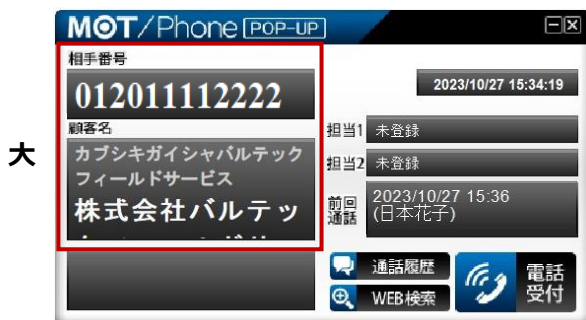 大
MOT/Phone POP-UP
相手番号
012011112222
2023/10/27 15:34:19
顧客名
カブシキガイシャバルテック
フィールドサービス
株式会社バルテッ
担当1 未登録
担当2 未登録
前回
通話
2023/10/27 15:36
(日本花子)
通話履歴
WEB検索
電話
受付